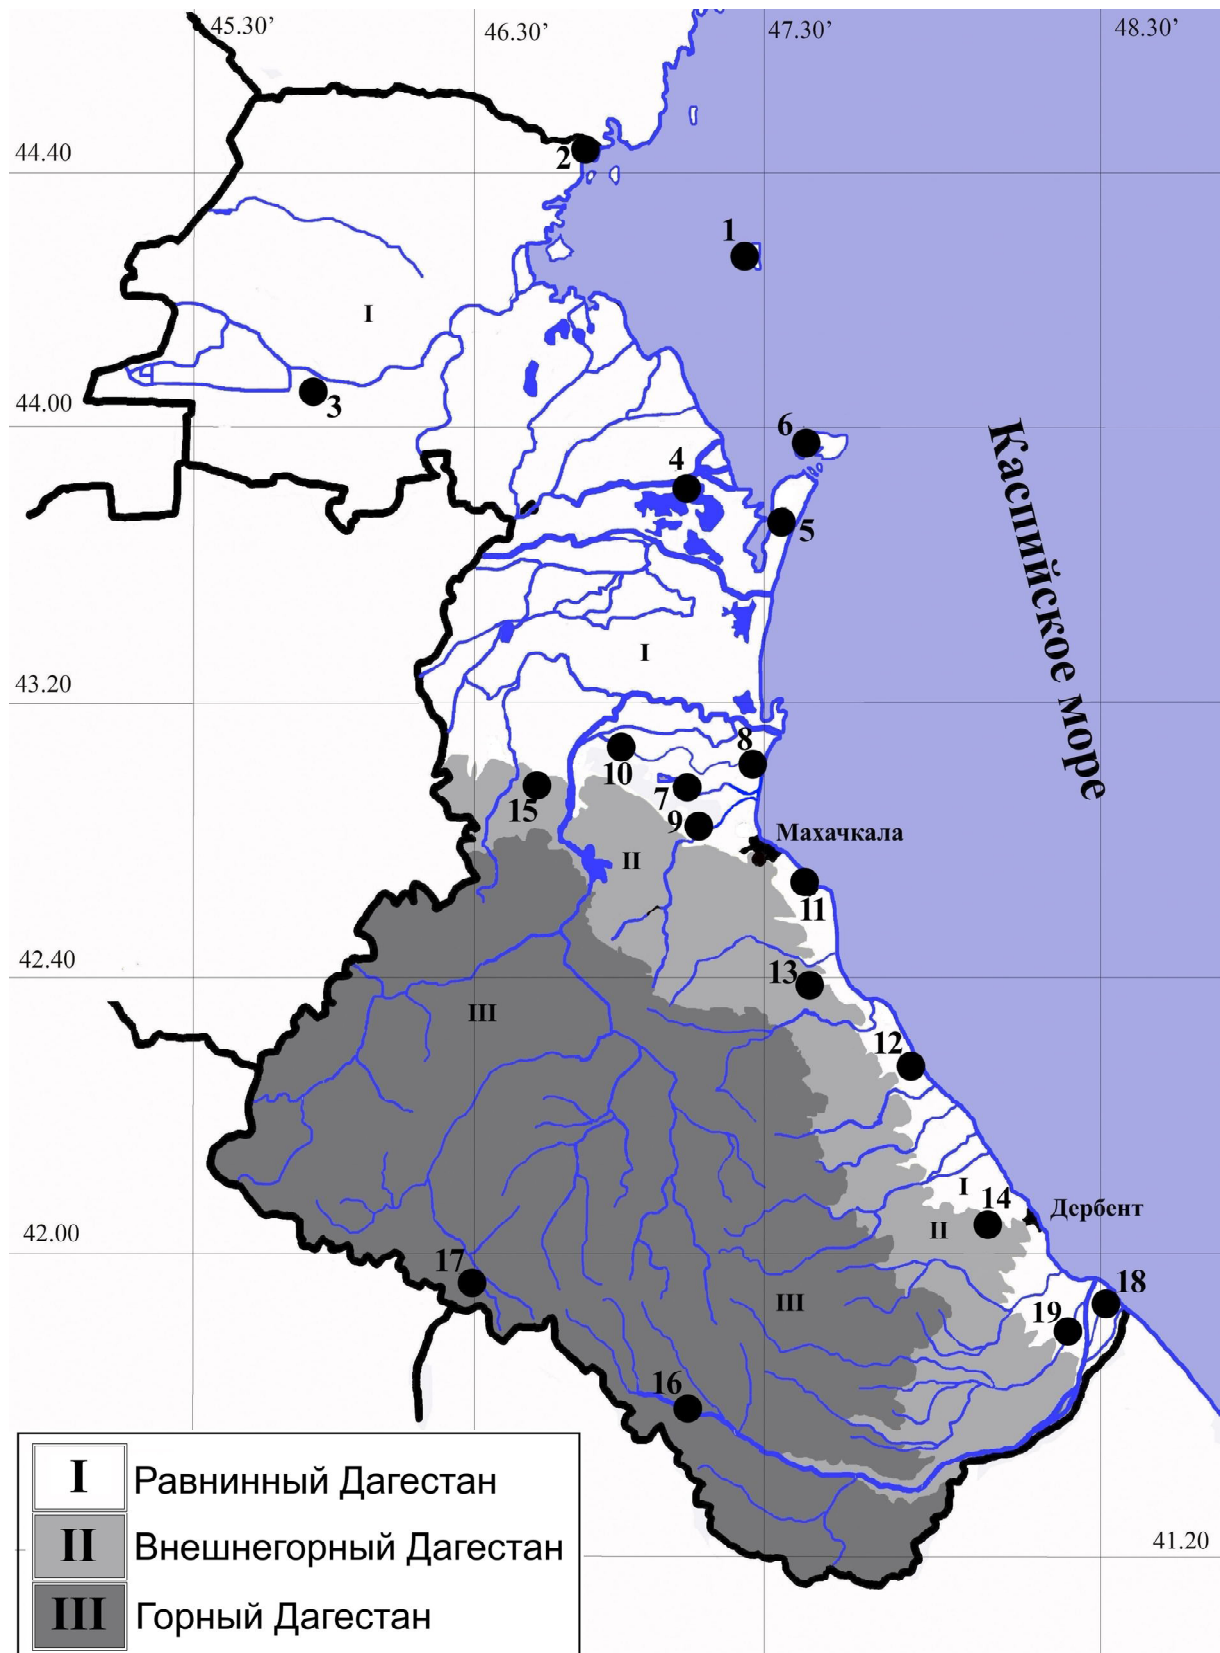 45.30’
46.30’
47.30’
48.30’
44.40
2
1
I
3
44.00
6
4
5
Каспийское море
I
43.20
8
10
7
15
9
Махачкала
II
11
42.40
13
III
12
I
14
Дербент
II
42.00
17
18
III
19
16
I Равнинный Дагестан
II Внешнегорный Дагестан
41.20
III Горный Дагестан